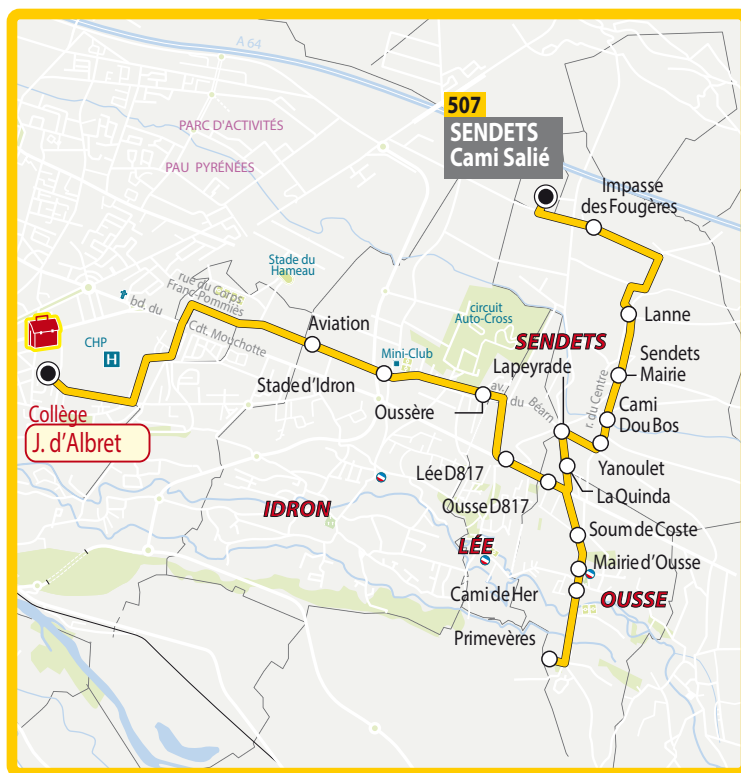 A 64
507
SENDETS
Cami Salié
PARC D'ACTIVITÉS
PAU PYRÉNÉES
Impasse
des Fougères
Stade du
Hameau
rue du Corps
Franc-Pommiès
bd. du
Cdt. Mouchotte
circuit
Auto-Cross
Lanne
Aviation
SENDETS
CHP
H
Mini-Club
Lapeyrade
Sendets
Mairie
Stade d'Idron
av. du Béarn
r. du Centre
Collège
J. d'Albret
Oussère
Cami
Dou Bos
Lée D817
Yanoulet
La Quinda
Ousse D817
IDRON
Soum de Coste
LÉE
Mairie d'Ousse
Cami de Her
OUSSE
Primevères